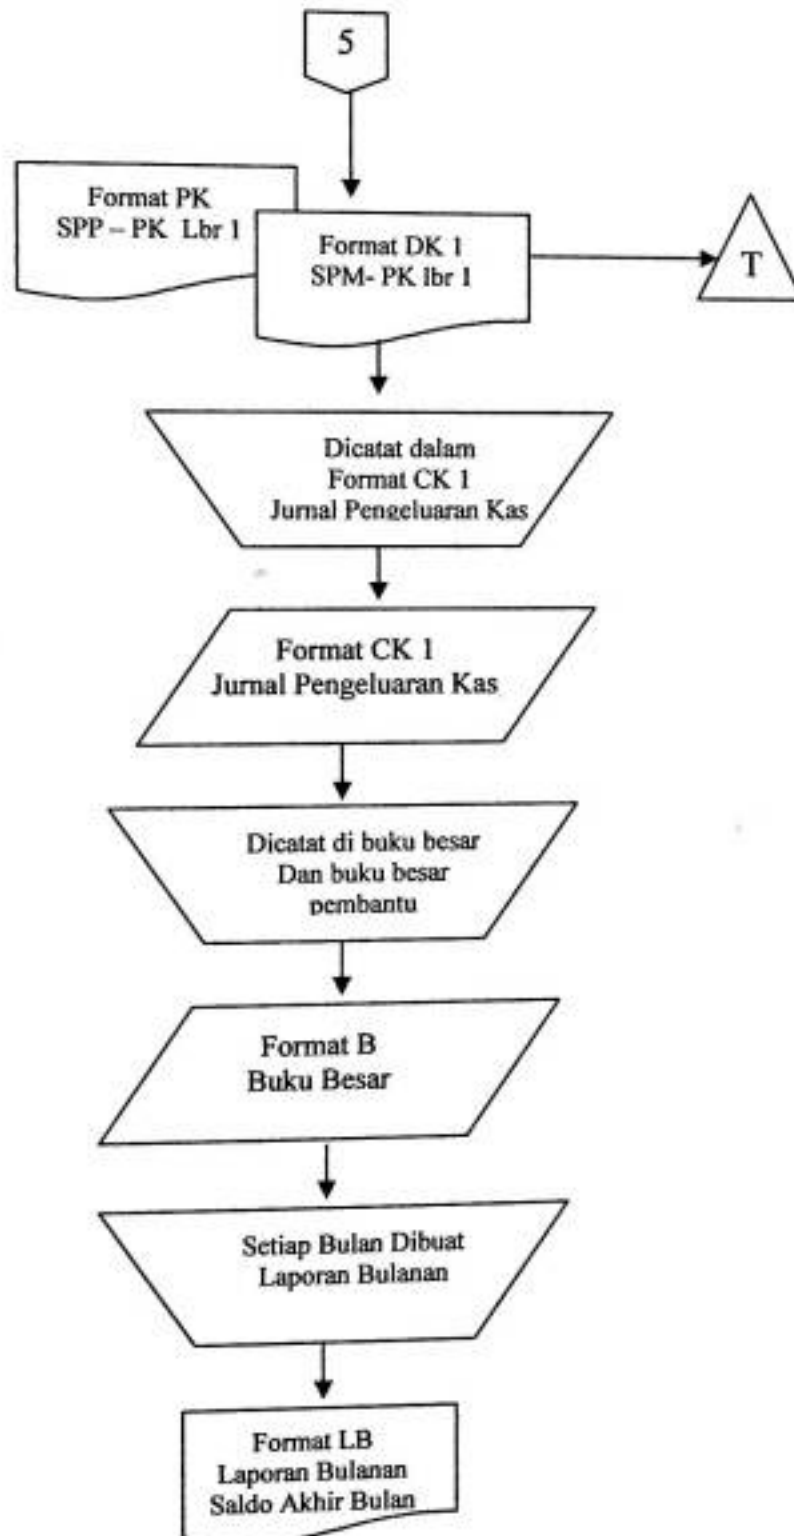 5
Format PK
SPP – PK Lbr 1
Format DK 1
SPM- PK lbr 1
T
Dicatat dalam
Format CK 1
Jurnal Pengeluaran Kas
Format CK 1
Jurnal Pengeluaran Kas
Dicatat di buku besar
Dan buku besar
pembantu
Format B
Buku Besar
Setiap Bulan Dibuat
Laporan Bulanan
Format LB
Laporan Bulanan
Saldo Akhir Bulan